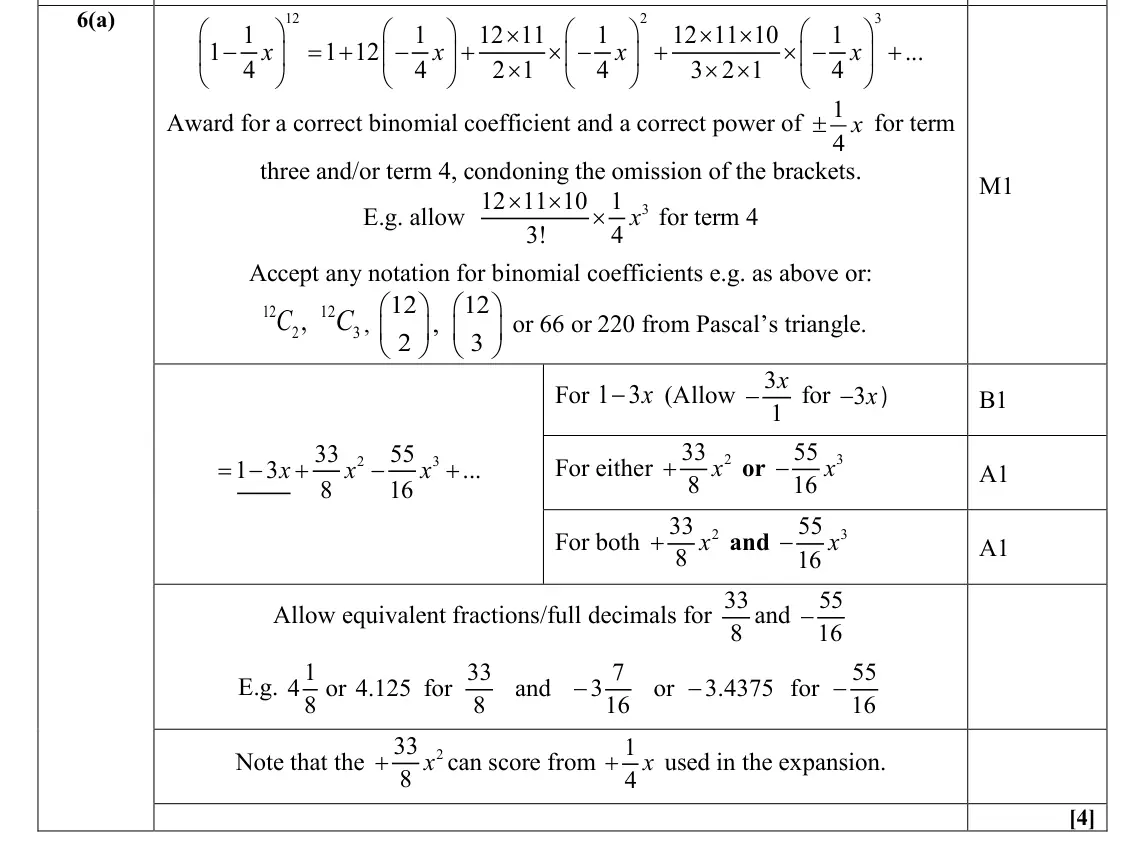 6(a)
(1 − 1/4 x)^12 = 1 + 12(− 1/4 x) + (12×11)/(2×1) × (− 1/4 x)^2 + (12×11×10)/(3×2×1) × (− 1/4 x)^3 + ...
Award for a correct binomial coefficient and a correct power of ± 1/4 x for term
three and/or term 4, condoning the omission of the brackets.
E.g. allow (12×11×10)/3! × 1/4 x^3 for term 4
Accept any notation for binomial coefficients e.g. as above or:
^12C_2, ^12C_3, (12 2), (12 3) or 66 or 220 from Pascal’s triangle.
M1
= 1 − 3x + 33/8 x^2 − 55/16 x^3 + ...
For 1 − 3x (Allow − 3x/1 for −3x)
B1
For either + 33/8 x^2 or − 55/16 x^3
A1
For both + 33/8 x^2 and − 55/16 x^3
A1
Allow equivalent fractions/full decimals for 33/8 and − 55/16
E.g. 4 1/8 or 4.125 for 33/8 and −3 7/16 or −3.4375 for − 55/16
Note that the + 33/8 x^2 can score from + 1/4 x used in the expansion.
[4]